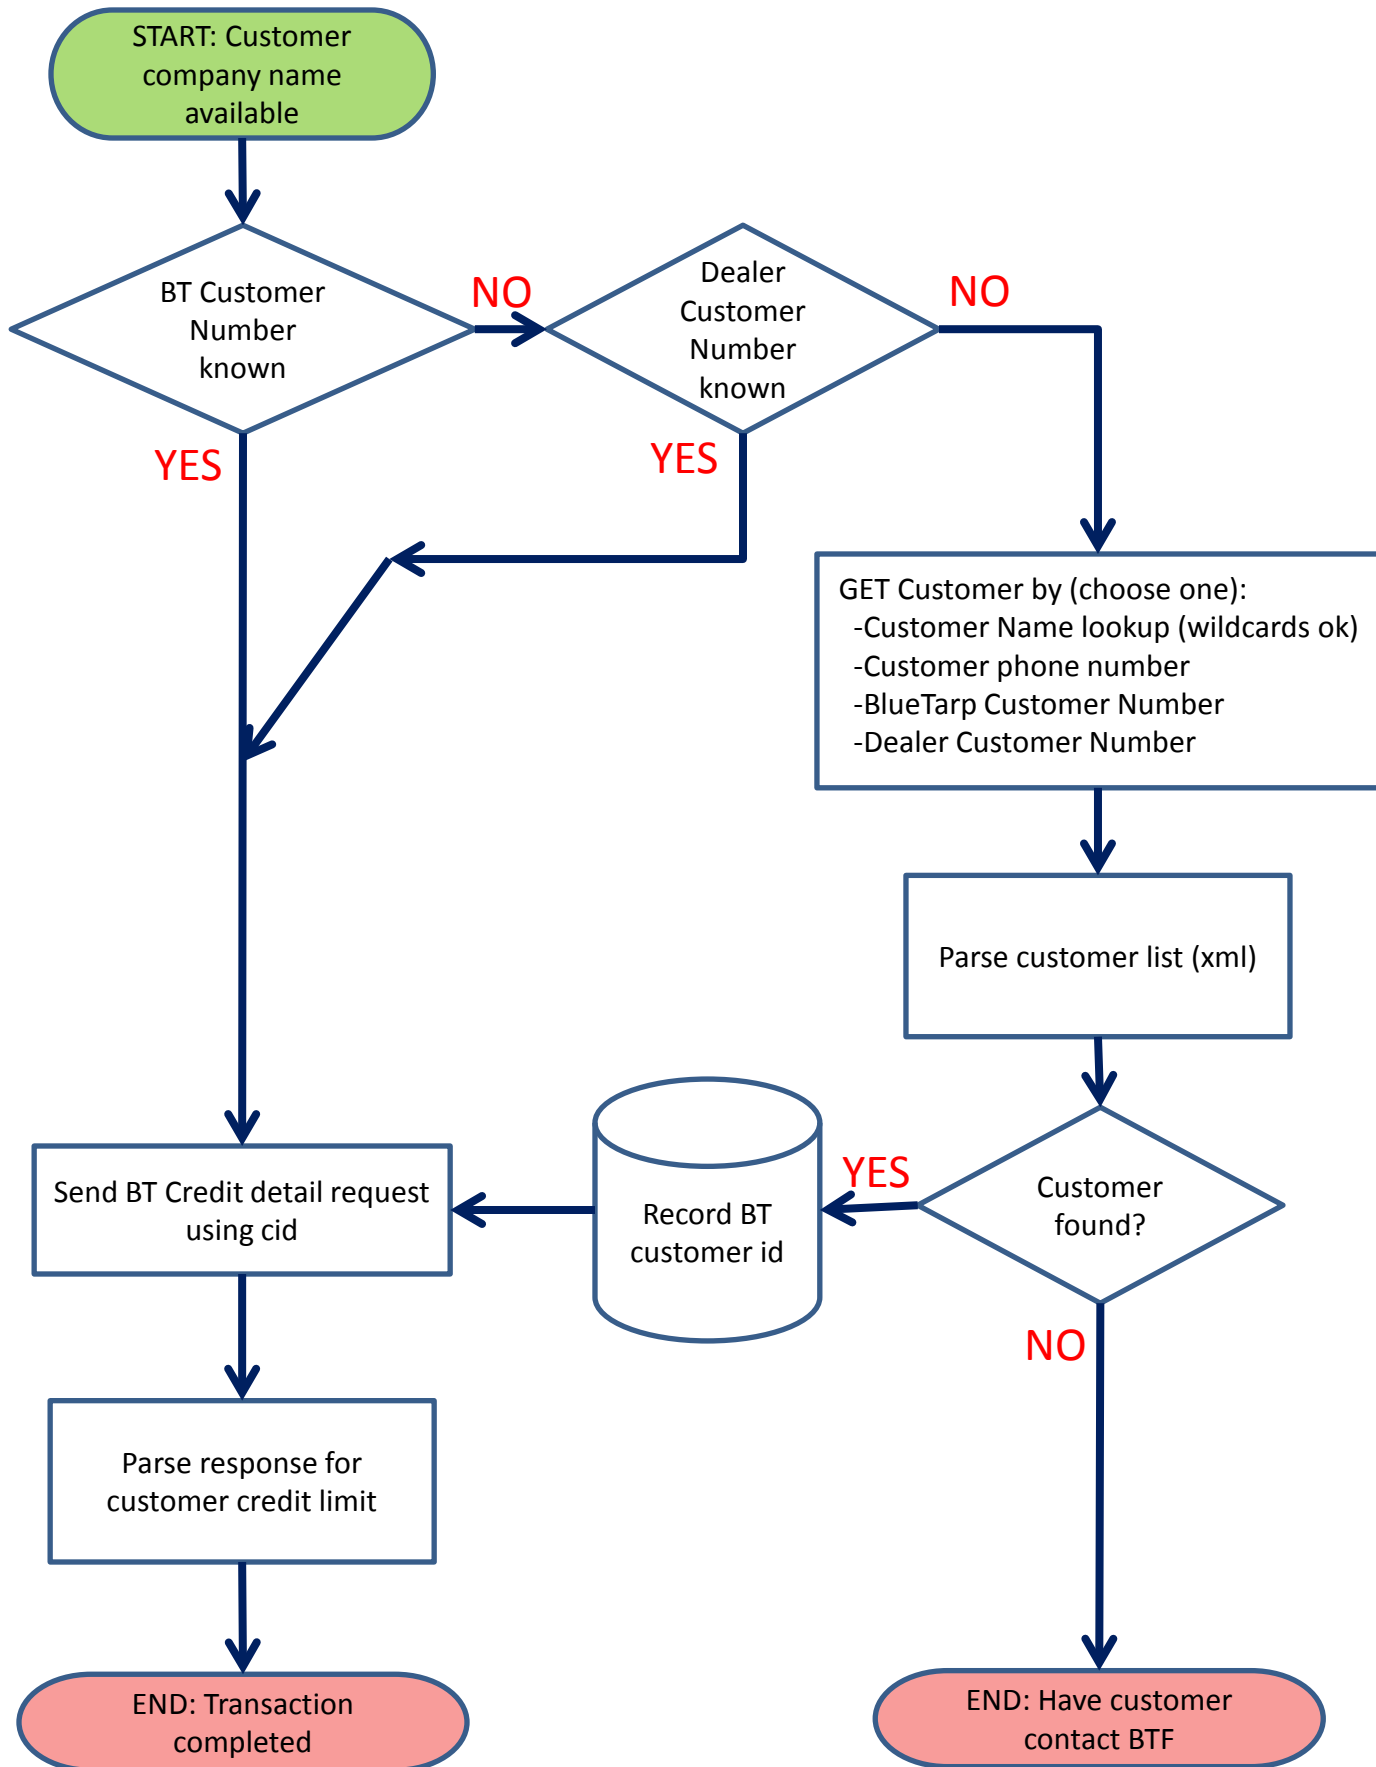 START: Customer
company name
available
BT Customer
Number
known
NO
Dealer
Customer
Number
known
NO
YES
YES
GET Customer by (choose one):
-Customer Name lookup (wildcards ok)
-Customer phone number
-BlueTarp Customer Number
-Dealer Customer Number
Parse customer list (xml)
Customer
found?
YES
NO
Record BT
customer id
Send BT Credit detail request
using cid
Parse response for
customer credit limit
END: Transaction
completed
END: Have customer
contact BTF